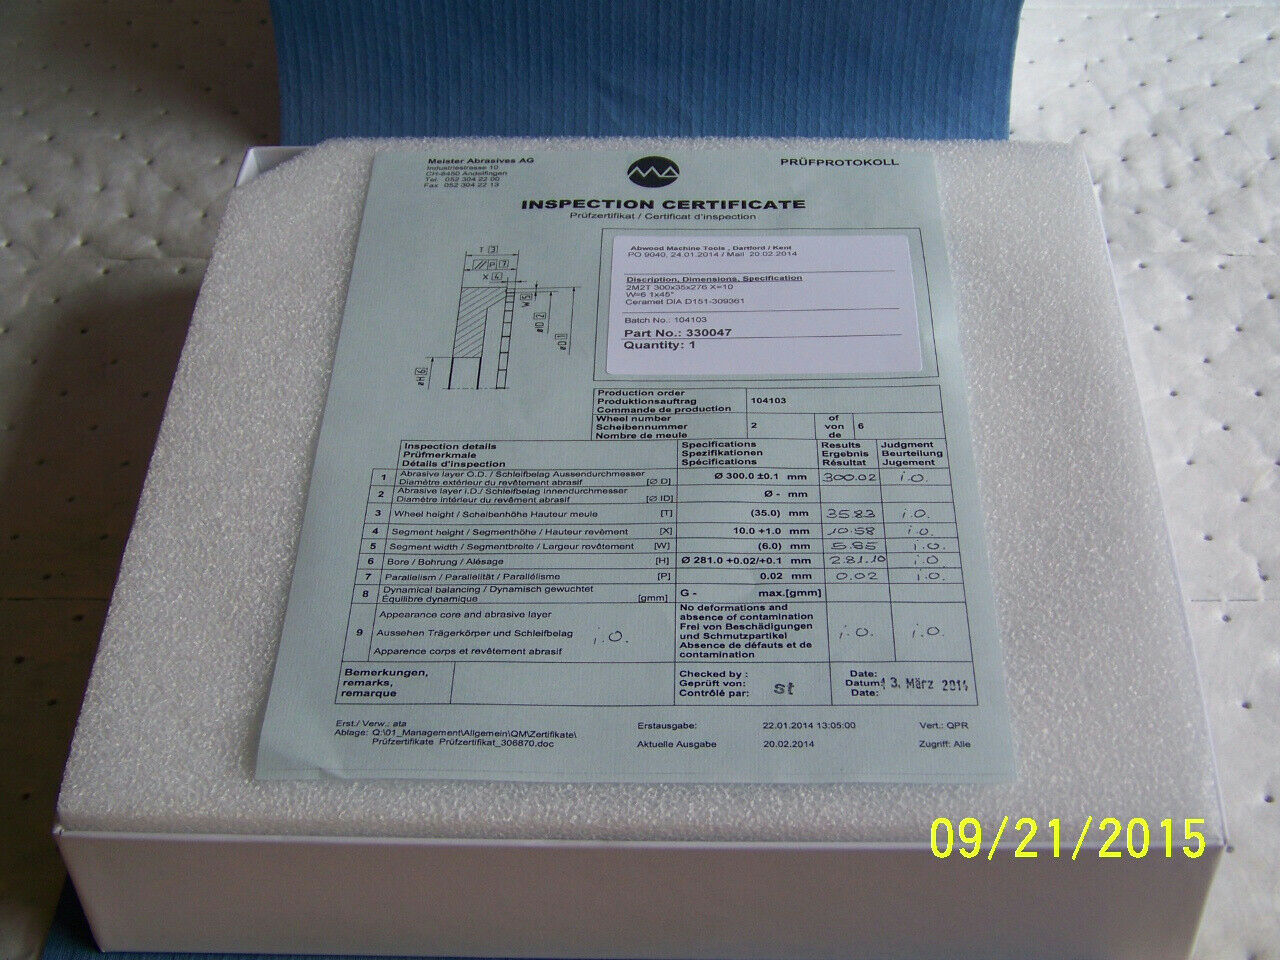 Meister Abrasives AG
Industriestrasse 10
CH-8450 Andelfingen
Tel. 052 304 22 00
Fax 052 304 22 13
PRÜFPROTOKOLL
INSPECTION CERTIFICATE
Prüfzertifikat / Certificat d'inspection
T 3
// P 7
X 4
W 5
øD 2
øD 1
øH 6
Abwood Machine Tools , Dartford / Kent
PO 9040, 24.01.2014 / Mail 20.02.2014
Discription, Dimensions, Specification
2M2T 300x35x276 X=10
W=6 1x45°
Ceramet DIA D151-309361
Batch No.: 104103
Part No.: 330047
Quantity: 1
Production order
Produktionsauftrag 104103
Commande de production
Wheel number of
Scheibennummer 2 von 6
Nombre de meule de
Inspection details Specifications Results Judgment
Prüfmerkmale Spezifikationen Ergebnis Beurteilung
Détails d'inspection Spécifications Résultat Jugement
1 Abrasive layer O.D. / Schleifbelag Aussendurchmesser
Diamètre extérieur du revêtement abrasif [Ø D] Ø 300.0 ±0.1 mm 300.02 i.O.
2 Abrasive layer i.D./ Schleifbelag Innendurchmesser
Diamètre intérieur du revêment abrasif [Ø ID] Ø - mm
3 Wheel height / Scheibenhöhe Hauteur meule [T] (35.0) mm 35.83 i.O.
4 Segment height / Segmenthöhe / Hauteur revêment [X] 10.0 +1.0 mm 10.58 i.O.
5 Segment width / Segmentbreite / Largeur revêtement [W] (6.0) mm 5.85 i.O.
6 Bore / Bohrung / Alésage [H] Ø 281.0 +0.02/+0.1 mm 281.10 i.O.
7 Parallelism / Parallelität / Parallélisme [P] 0.02 mm 0.02 i.O.
8 Dynamical balancing / Dynamisch gewuchtet
Équilibre dynamique [gmm] G - max.[gmm]
9 Appearance core and abrasive layer
Aussehen Trägerkörper und Schleifbelag i.O.
Apparence corps et revêtement abrasif
No deformations and
absence of contamination
Frei von Beschädigungen
und Schmutzpartikel
Absence de défauts et de
contamination
i.O. i.O.
Bemerkungen,
remarks,
remarque
Checked by :
Geprüft von: st
Contrôlé par:
Date:
Datum: 1 3. März 2014
Date:
Erst./ Verw.: ata
Ablage: Q:\01_Management\Allgemein\QM\Zertifikate\
Prüfzertifikate Prüfzertifikat_306870.doc
Erstausgabe: 22.01.2014 13:05:00 Vert.: QPR
Aktuelle Ausgabe 20.02.2014 Zugriff: Alle
09/21/2015